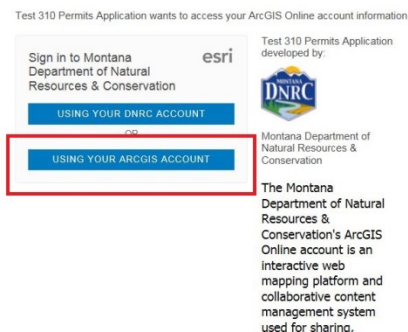 Test 310 Permits Application wants to access your ArcGIS Online account information
Sign in to Montana
Department of Natural
Resources & Conservation
esri
USING YOUR DNRC ACCOUNT
OR
USING YOUR ARCGIS ACCOUNT
Test 310 Permits Application
developed by:
MONTANA
DNRC
Montana Department of
Natural Resources &
Conservation
The Montana
Department of Natural
Resources &
Conservation's ArcGIS
Online account is an
interactive web
mapping platform and
collaborative content
management system
used for sharing,